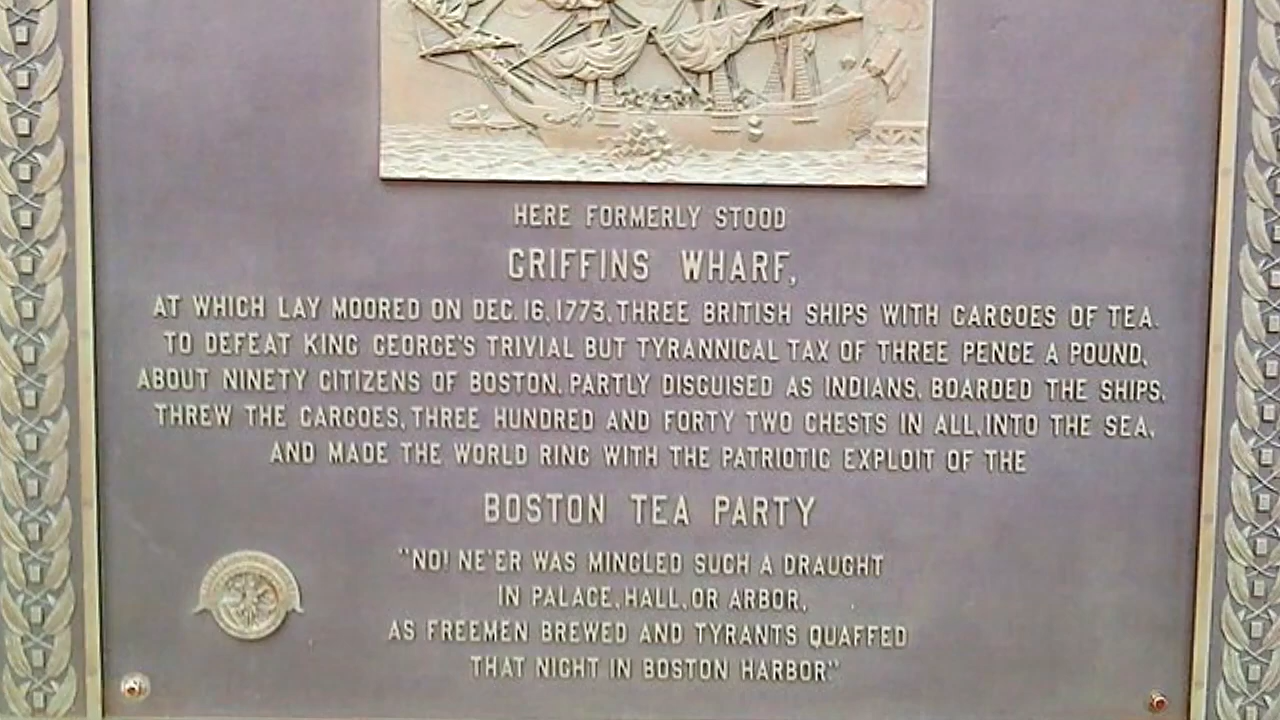 HERE FORMERLY STOOD
GRIFFINS WHARF,
AT WHICH LAY MOORED ON DEC. 16, 1773, THREE BRITISH SHIPS WITH CARGOES OF TEA.
TO DEFEAT KING GEORGE'S TRIVIAL BUT TYRANNICAL TAX OF THREE PENCE A POUND,
ABOUT NINETY CITIZENS OF BOSTON, PARTLY DISGUISED AS INDIANS, BOARDED THE SHIPS,
THREW THE CARGOES, THREE HUNDRED AND FORTY TWO CHESTS IN ALL, INTO THE SEA,
AND MADE THE WORLD RING WITH THE PATRIOTIC EXPLOIT OF THE
BOSTON TEA PARTY
"NO! NE'ER WAS MINGLED SUCH A DRAUGHT
IN PALACE, HALL, OR ARBOR,
AS FREEMEN BREWED AND TYRANTS QUAFFED
THAT NIGHT IN BOSTON HARBOR"